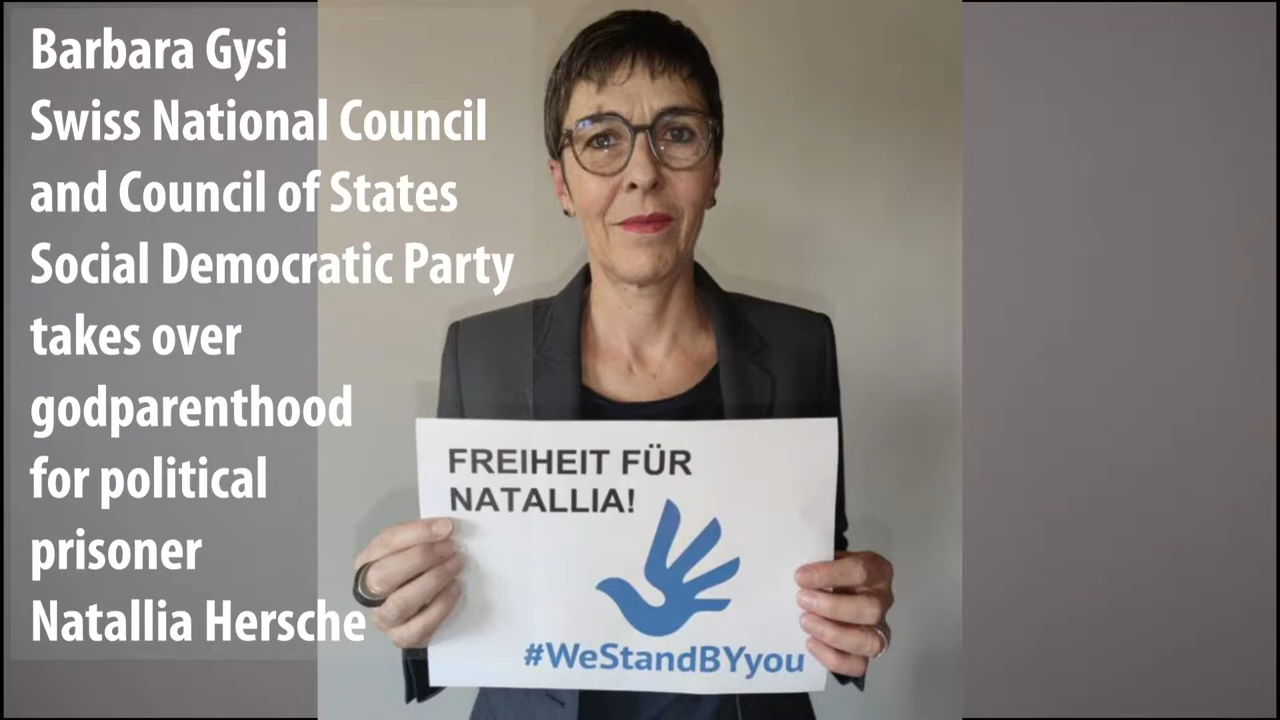 Barbara Gysi
Swiss National Council
and Council of States
Social Democratic Party
takes over
godparenthood
for political
prisoner
Natallia Hersche
FREIHEIT FÜR
NATALLIA!
#WeStandBYyou